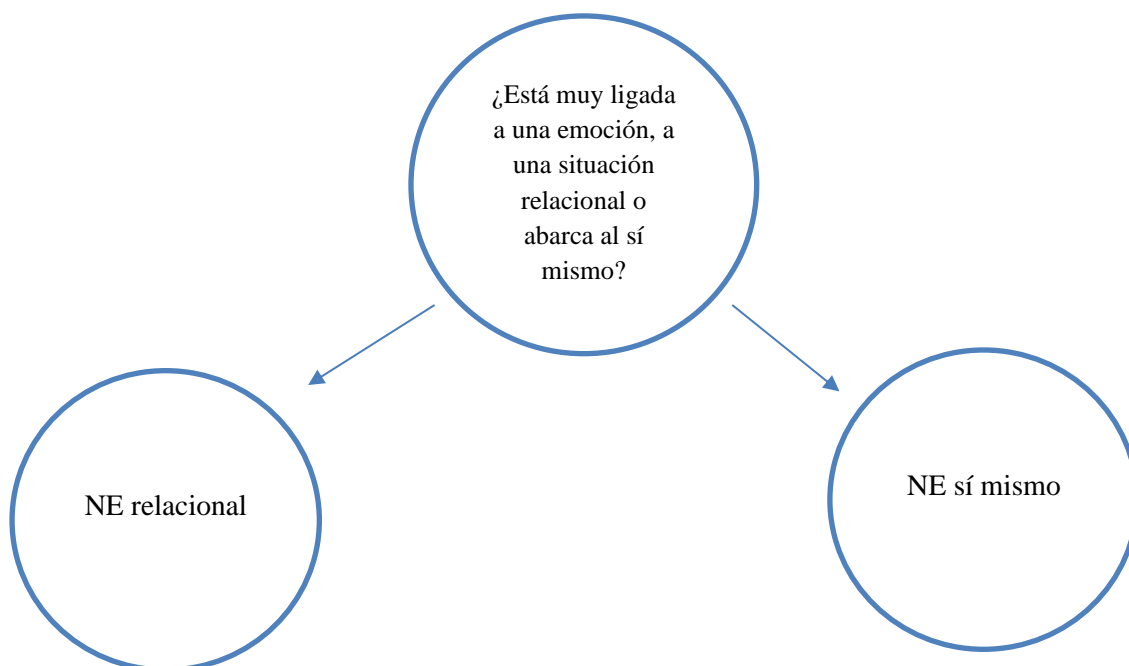 ¿Está muy ligada
a una emoción, a
una situación
relacional o
abarca al sí
mismo?
NE relacional
NE sí mismo